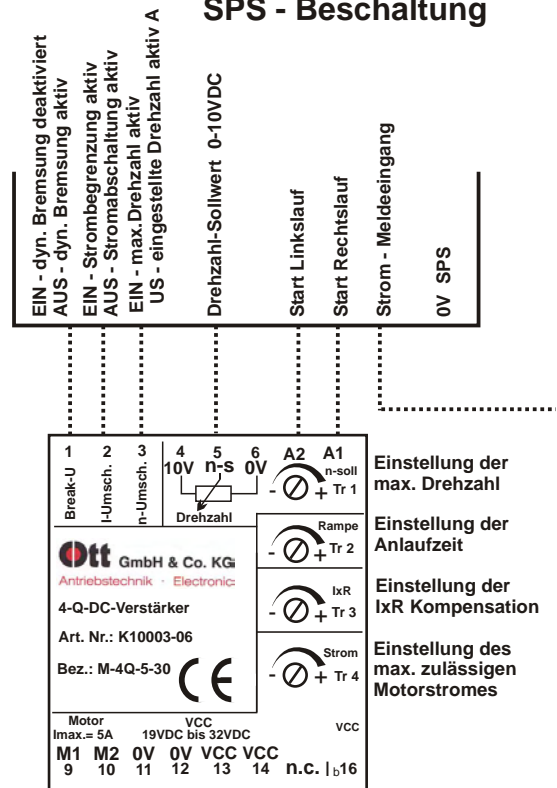 SPS - Beschaltung
EIN - dyn. Bremsung deaktiviert
AUS - dyn. Bremsung aktiv
EIN - Strombegrenzung aktiv
AUS - Stromabschaltung aktiv
EIN - max.Drehzahl aktiv
US - eingestellte Drehzahl aktiv A
Drehzahl-Sollwert 0-10VDC
Start Linkslauf
Start Rechtslauf
Strom - Meldeeingang
0V SPS
1 2 3 4 5 6 A2 A1
Break-U
I-Umsch.
n-Umsch.
10V n-s 0V
Drehzahl
n-soll
- + Tr 1
Einstellung der
max. Drehzahl
Rampe
- + Tr 2
Einstellung der
Anlaufzeit
IxR
- + Tr 3
Einstellung der
IxR Kompensation
Strom
- + Tr 4
Einstellung des
max. zulässigen
Motorstromes
Ott GmbH & Co. KG
Antriebstechnik · Electronic
4-Q-DC-Verstärker
Art. Nr.: K10003-06
Bez.: M-4Q-5-30
CE
Motor
Imax.= 5A
VCC
19VDC bis 32VDC
VCC
M1 M2 0V 0V VCC VCC
9 10 11 12 13 14 n.c. I b16